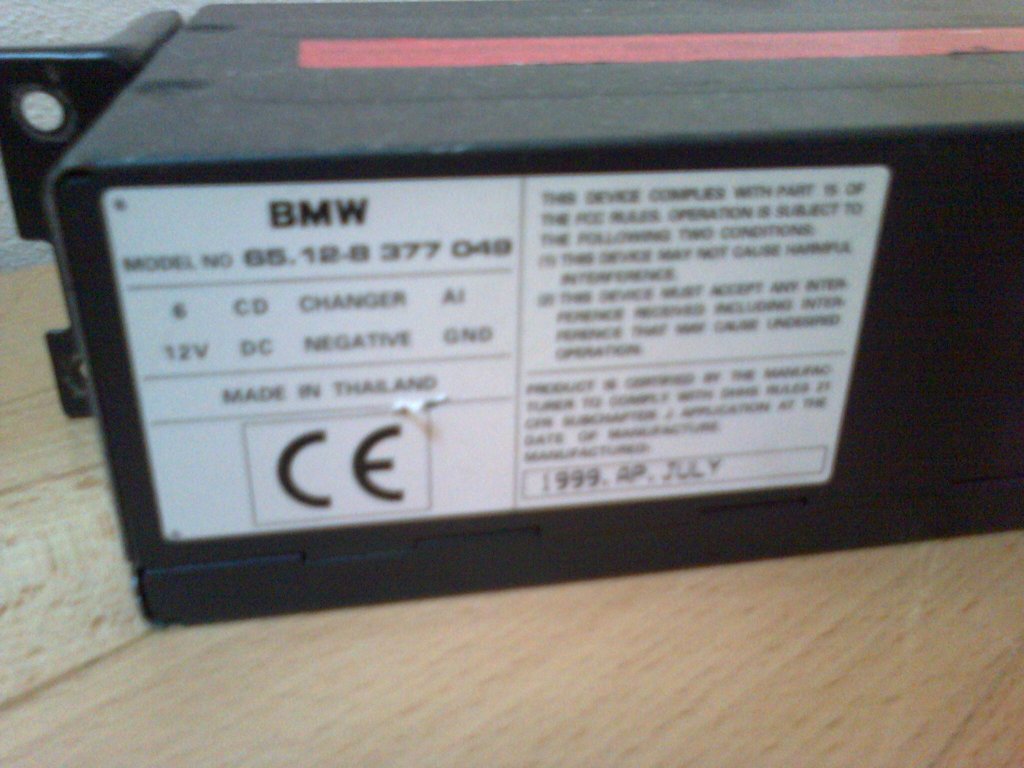 BMW
MODEL NO 65.12-8 377 049
6 CD CHANGER AI
12V DC NEGATIVE GND
MADE IN THAILAND
CE
THIS DEVICE COMPLIES WITH PART 15 OF
THE FCC RULES. OPERATION IS SUBJECT TO
THE FOLLOWING TWO CONDITIONS:
(1) THIS DEVICE MAY NOT CAUSE HARMFUL
INTERFERENCE.
(2) THIS DEVICE MUST ACCEPT ANY INTER-
FERENCE RECEIVED INCLUDING INTER-
FERENCE THAT MAY CAUSE UNDESIRED
OPERATION.
PRODUCT IS CERTIFIED BY THE MANUFAC-
TURER TO COMPLY WITH DHHS RULES 21
CFR SUBCHAPTER J APPLICATION AT THE
DATE OF MANUFACTURE.
MANUFACTURED:
1999. AP. JULY